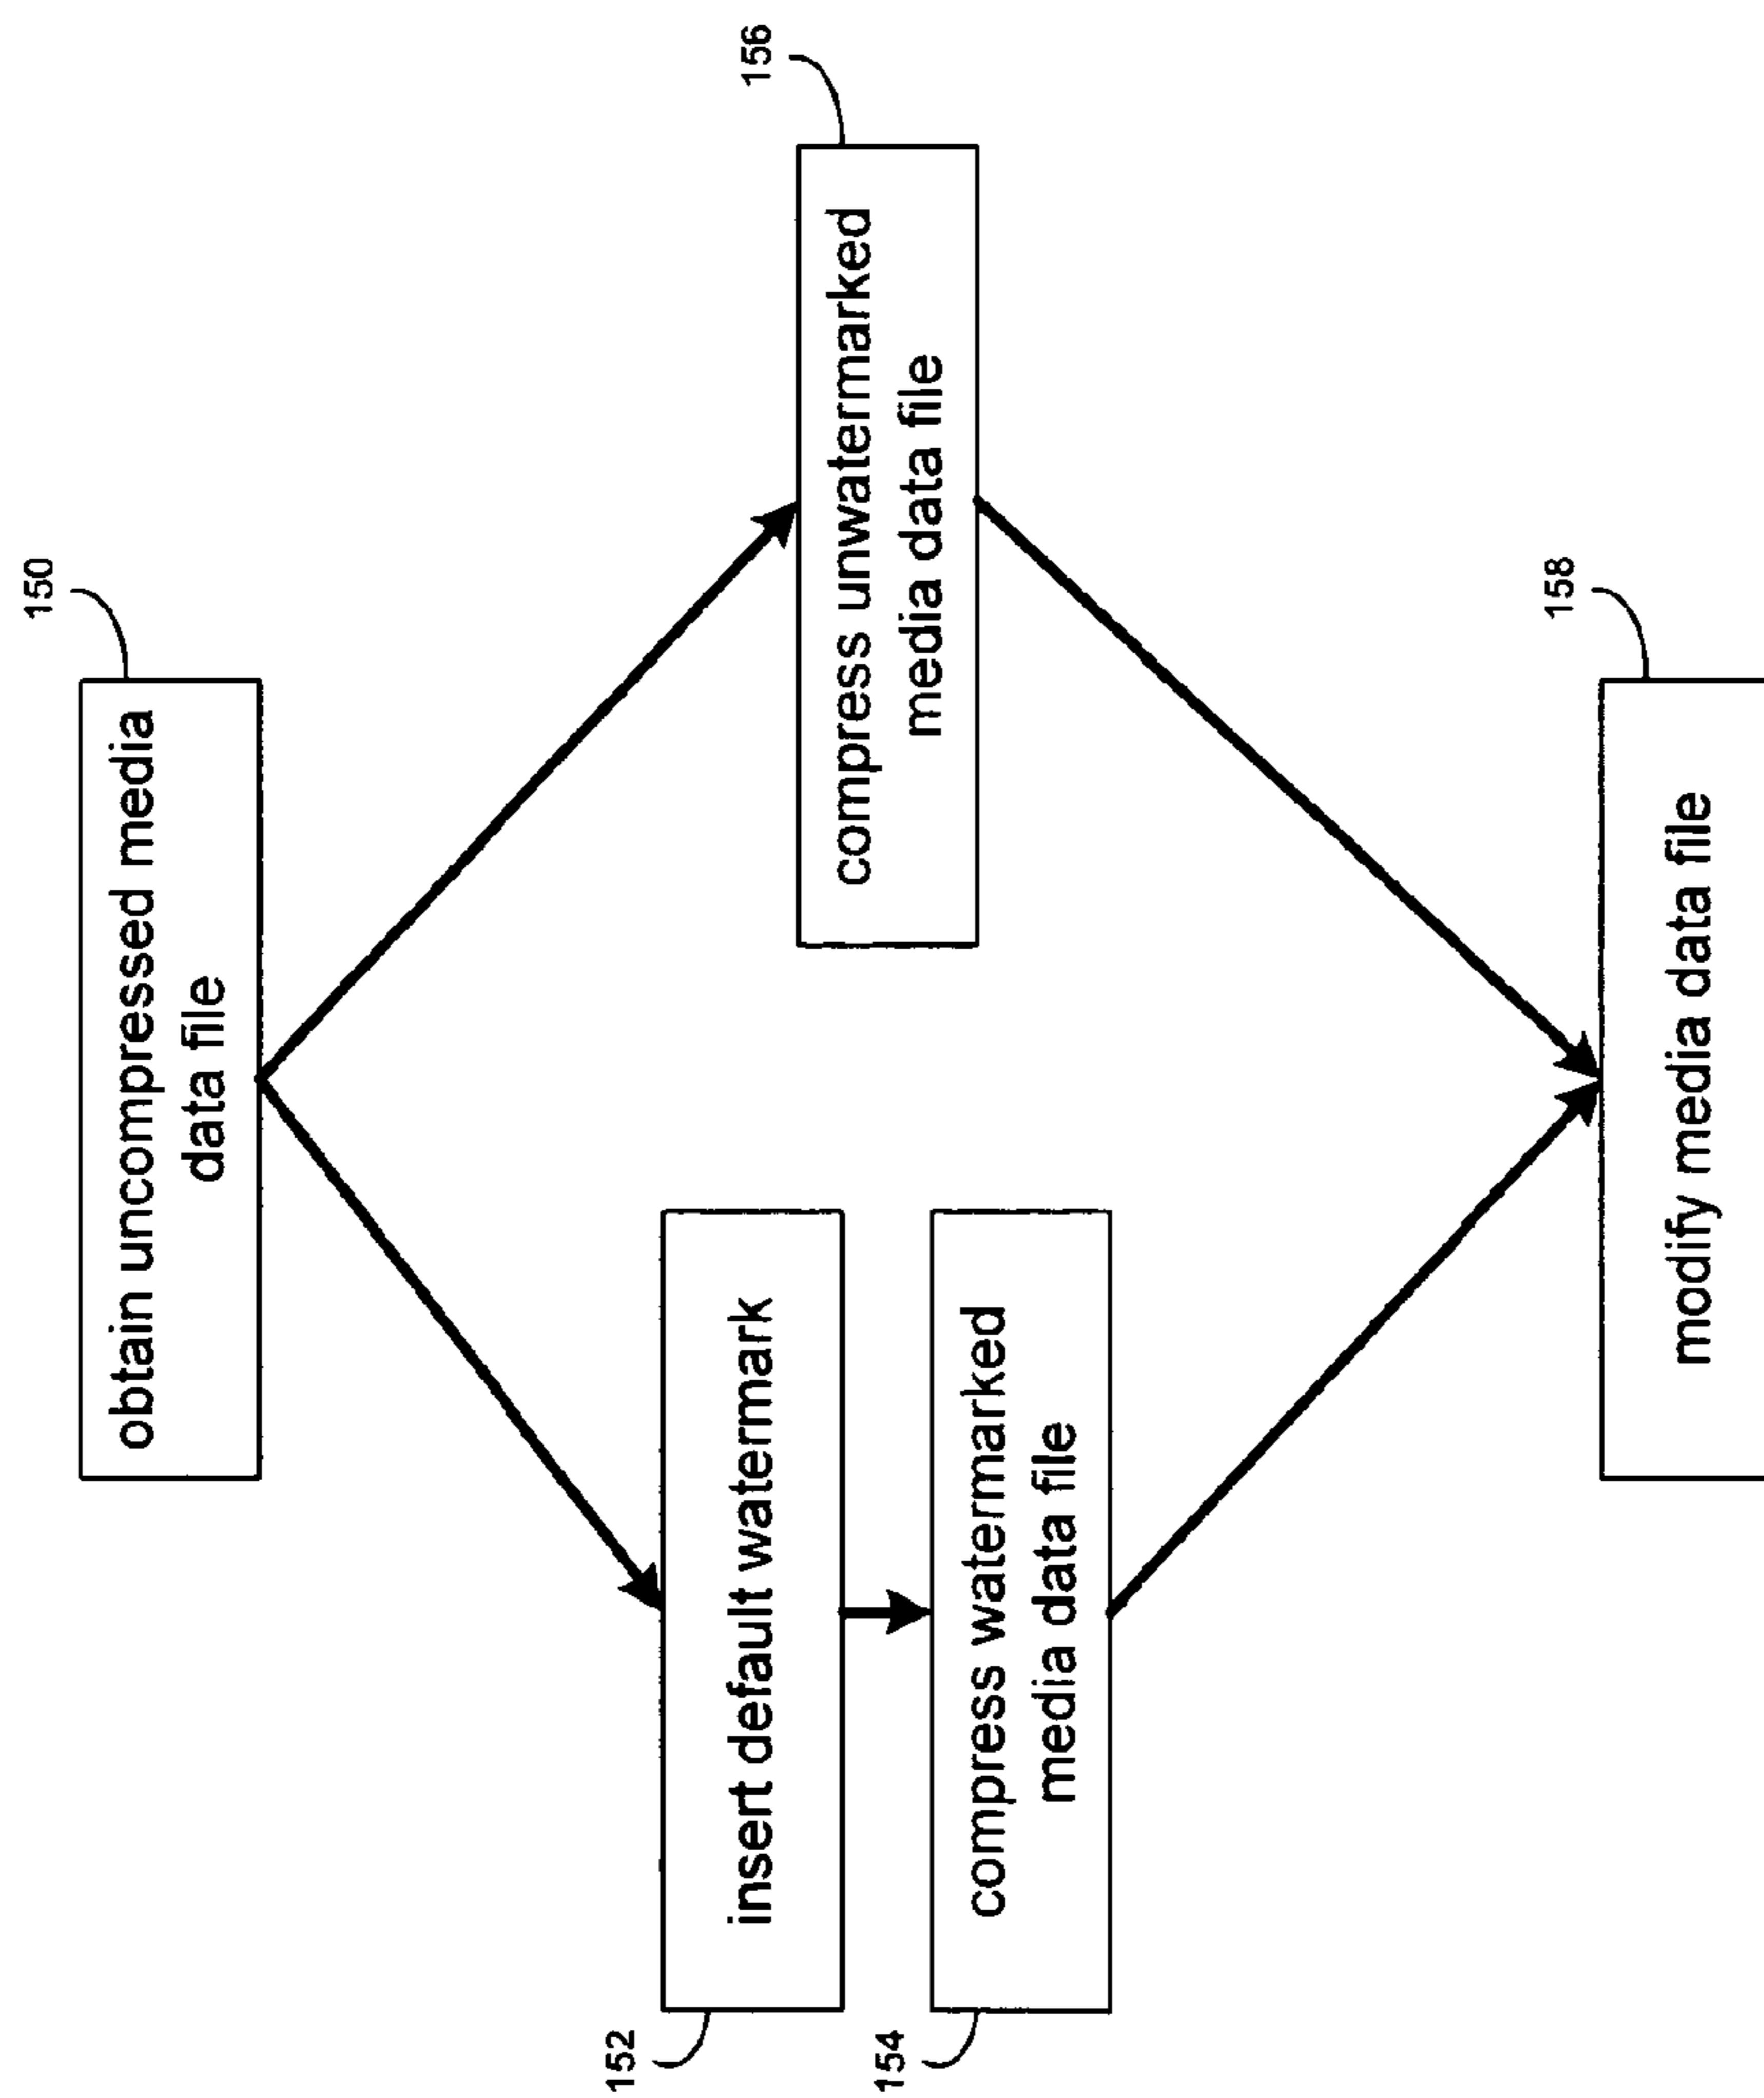 150
obtain uncompressed media
data file
152
insert default watermark
154
compress watermarked
media data file
156
compress unwatermarked
media data file
158
modify media data file